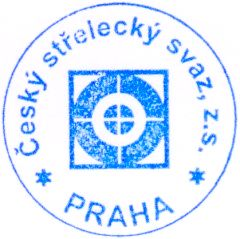 Český střelecký svaz, z.s.
PRAHA